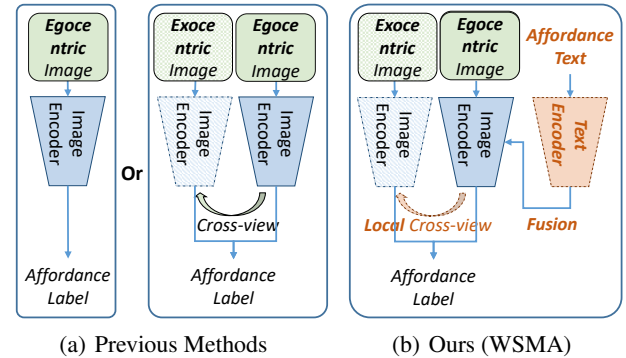 Egoce
ntric
Image
Image
Encoder
Affordance
Label
Or
Exoce
ntric
Image
Egoce
ntric
Image
Image
Encoder
Image
Encoder
Cross-view
Affordance
Label
(a) Previous Methods
Exoce
ntric
Image
Egoce
ntric
Image
Affordance
Text
Image
Encoder
Image
Encoder
Text
Encoder
Local Cross-view
Fusion
Affordance
Label
(b) Ours (WSMA)